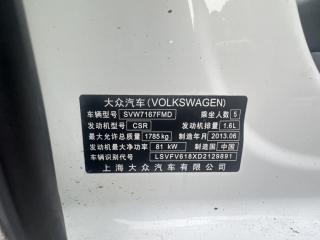 大众汽车(VOLKSWAGEN)
车辆型号 SVW7167FMD 乘坐人数 5
发动机型号 CSR 发动机排量 1.6L
最大允许总质量 1785 kg 制造年月 2013.06
发动机最大净功率 81 kW 制造国 中国
车辆识别代号 LSVFV618XD2129891
上海大众汽车有限公司